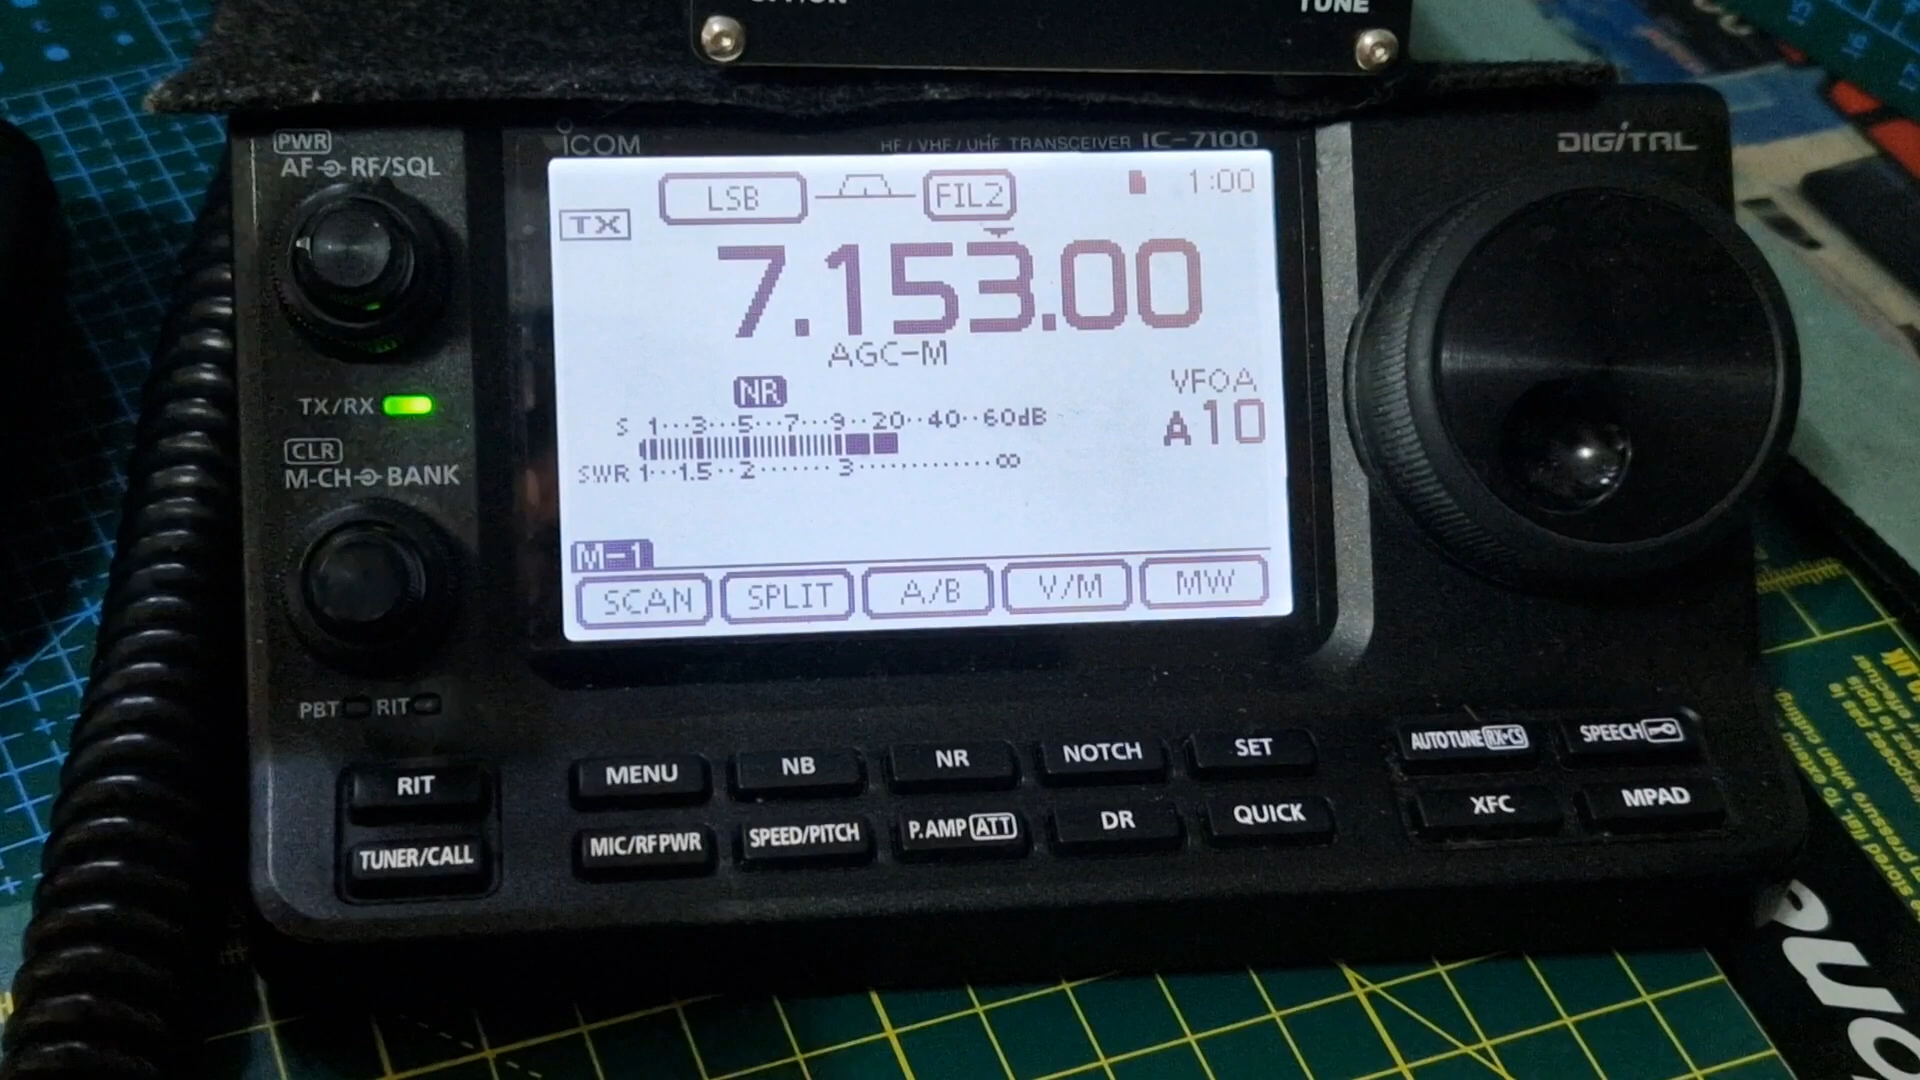 TUNE
PWR
AF RF/SQL
ICOM
HF/VHF/UHF TRANSCEIVER IC-7100
DIGITAL
LSB
FIL2
1:00
TX
7.153.00
AGC-M
NR
VFOA
A10
S 1···3···5···7···9··20··40··60dB
SWR 1···1.5··2·······3············∞
TX/RX
CLR
M-CH BANK
M-1
SCAN
SPLIT
A/B
V/M
MW
PBT
RIT
RIT
TUNER/CALL
MENU
NB
NR
NOTCH
SET
MIC/RF PWR
SPEED/PITCH
P.AMP ATT
DR
QUICK
AUTOTUNE RX→CS
SPEECH
XFC
MPAD